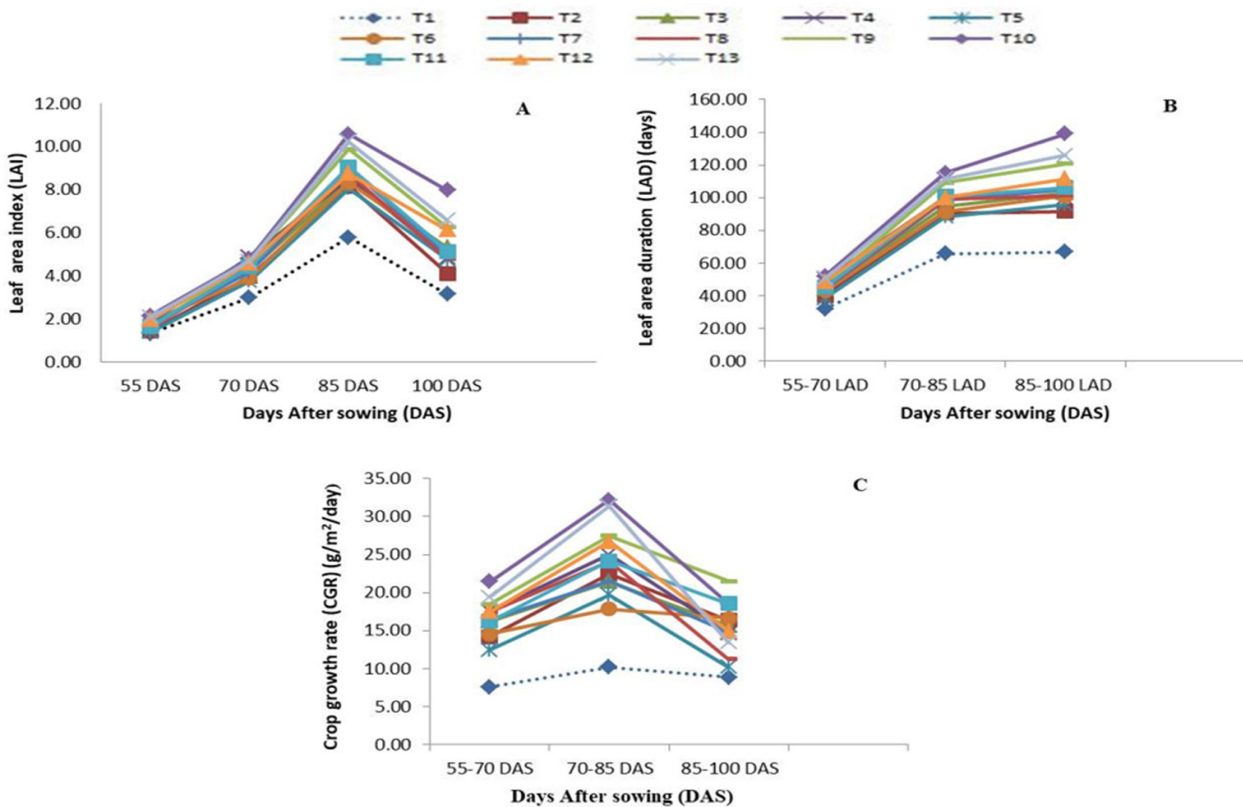 T1 T2 T3 T4 T5
T6 T7 T8 T9 T10
T11 T12 T13
A
12.00
10.00
8.00
6.00
4.00
2.00
0.00
Leaf area index (LAI)
55 DAS 70 DAS 85 DAS 100 DAS
Days After sowing (DAS)
B
160.00
140.00
120.00
100.00
80.00
60.00
40.00
20.00
0.00
Leaf area duration (LAD) (days)
55-70 LAD 70-85 LAD 85-100 LAD
Days After sowing (DAS)
C
35.00
30.00
25.00
20.00
15.00
10.00
5.00
0.00
Crop growth rate (CGR) (g/m²/day)
55-70 DAS 70-85 DAS 85-100 DAS
Days After sowing (DAS)